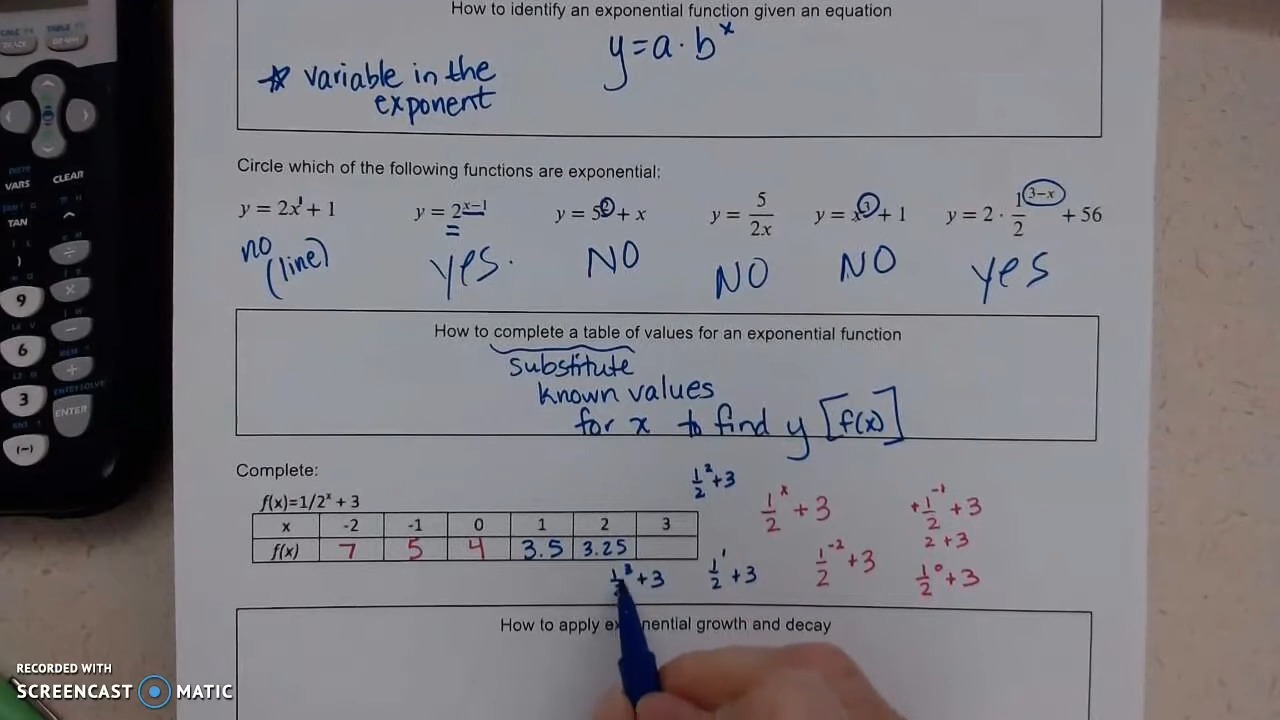 How to identify an exponential function given an equation
y = a · b^x
☆ variable in the
exponent
Circle which of the following functions are exponential:
y = 2x^1 + 1
y = 2^(x−1)
y = 5^2 + x
y = 5/2x
y = x^3 + 1
y = 2 · 1/2^(3−x) + 56
no
(line)
yes.
NO
NO
NO
yes
How to complete a table of values for an exponential function
substitute
known values
for x to find y [f(x)]
Complete:
f(x)=1/2^x + 3
x -2 -1 0 1 2 3
f(x) 7 5 4 3.5 3.25
1/2^2 + 3
1/2^x + 3
1/2^-1 + 3
2 + 3
1/2^3 + 3
1/2^1 + 3
1/2^-2 + 3
1/2^0 + 3
How to apply exponential growth and decay
VARS
CLEAR
TAN
)
9
6
3
(−)
ENTER
RECORDED WITH
SCREENCAST MATIC